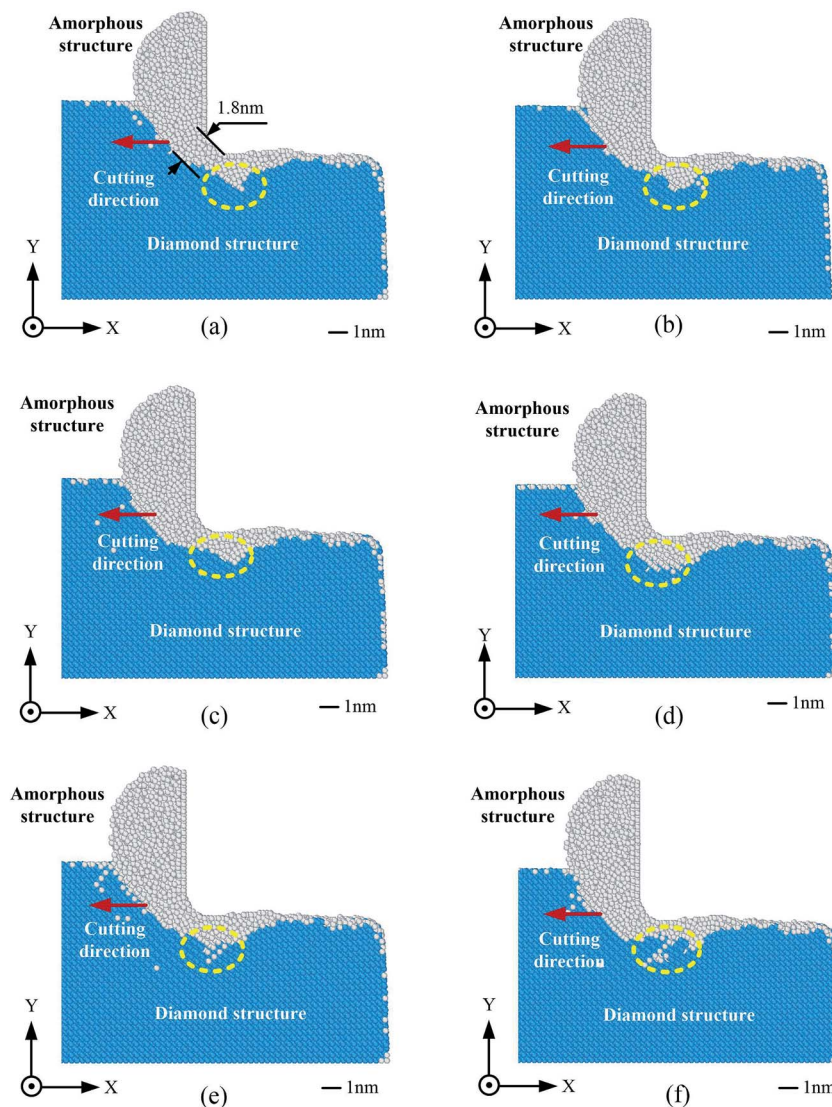 Amorphous
structure
1.8nm
Cutting
direction
Diamond structure
Y
X
(a)
1nm
Amorphous
structure
Cutting
direction
Diamond structure
Y
X
(b)
1nm
Amorphous
structure
Cutting
direction
Diamond structure
Y
X
(c)
1nm
Amorphous
structure
Cutting
direction
Diamond structure
Y
X
(d)
1nm
Amorphous
structure
Cutting
direction
Diamond structure
Y
X
(e)
1nm
Amorphous
structure
Cutting
direction
Diamond structure
Y
X
(f)
1nm